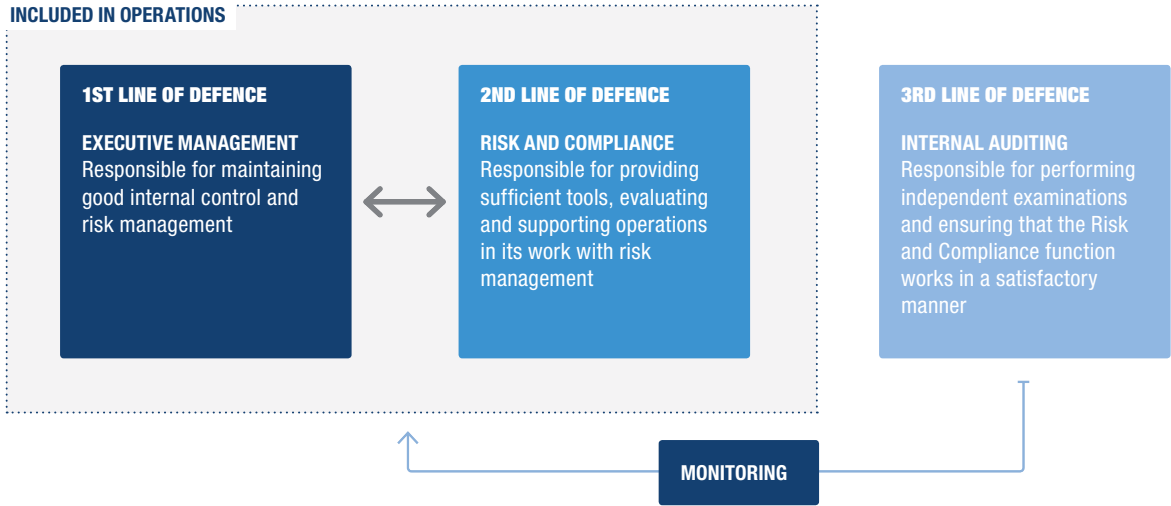 INCLUDED IN OPERATIONS
1ST LINE OF DEFENCE
EXECUTIVE MANAGEMENT
Responsible for maintaining
good internal control and
risk management
2ND LINE OF DEFENCE
RISK AND COMPLIANCE
Responsible for providing
sufficient tools, evaluating
and supporting operations
in its work with risk
management
3RD LINE OF DEFENCE
INTERNAL AUDITING
Responsible for performing
independent examinations
and ensuring that the Risk
and Compliance function
works in a satisfactory
manner
MONITORING